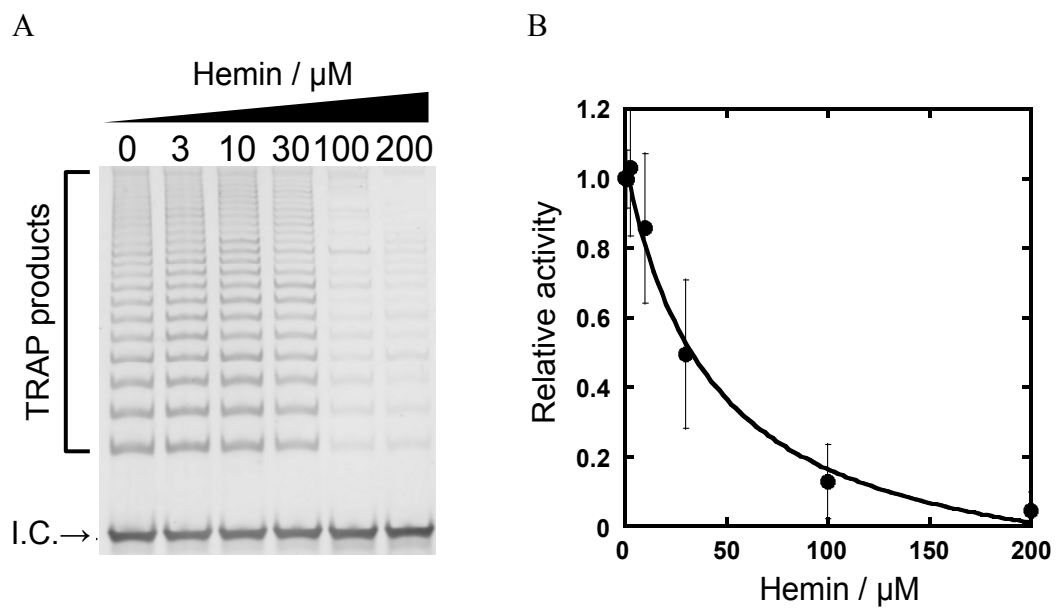 A
Hemin / µM
0 3 10 30 100 200
TRAP products
I.C.→
B
1.2
1.0
0.8
0.6
0.4
0.2
0
Relative activity
0 50 100 150 200
Hemin / µM